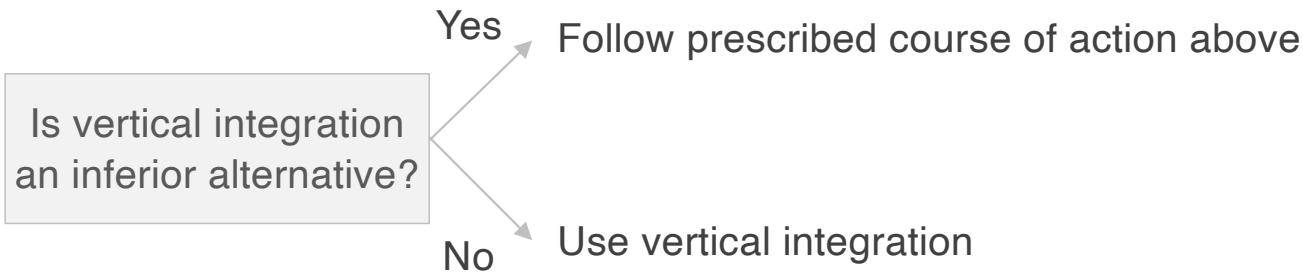 Yes
Follow prescribed course of action above
Is vertical integration
an inferior alternative?
Use vertical integration
No